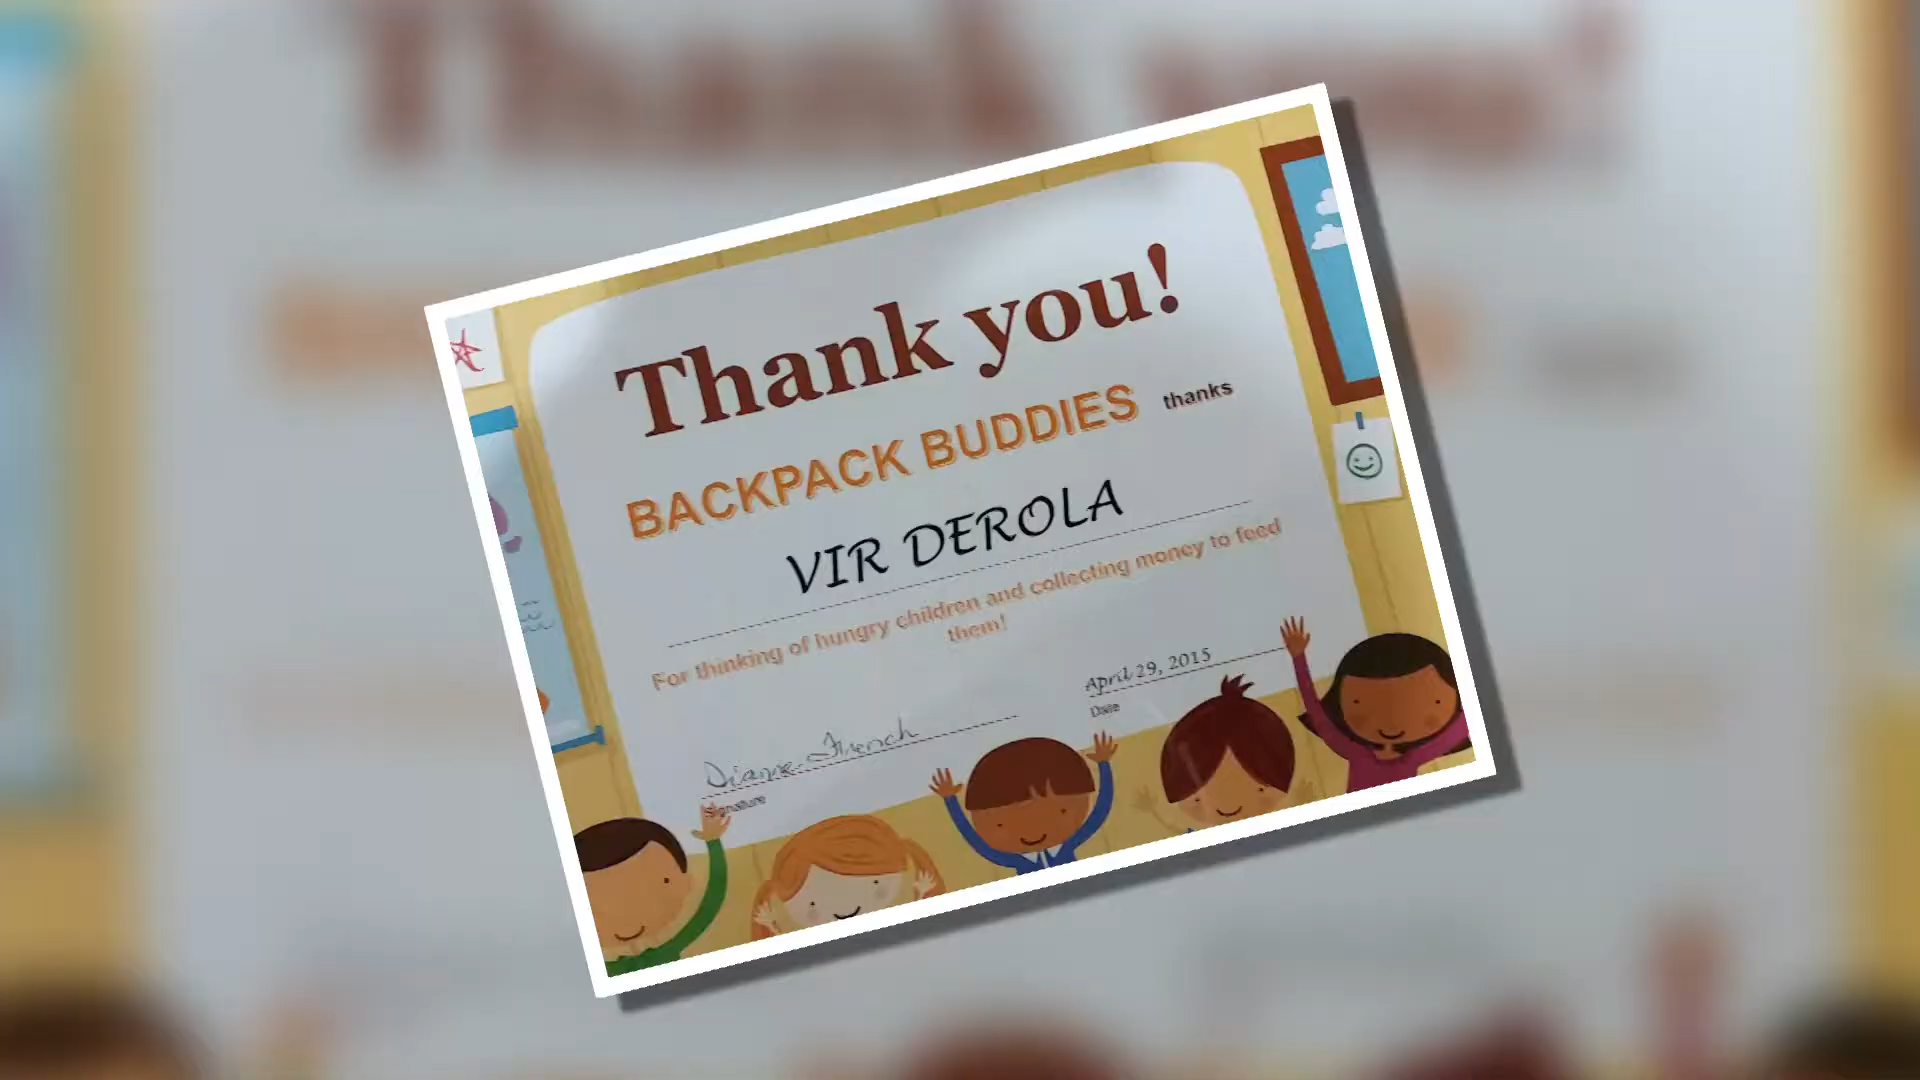 Thank you!
BACKPACK BUDDIES thanks
VIR DEROLA
For thinking of hungry children and collecting money to feed
them!
April 29, 2015
Date
Diane French
Signature